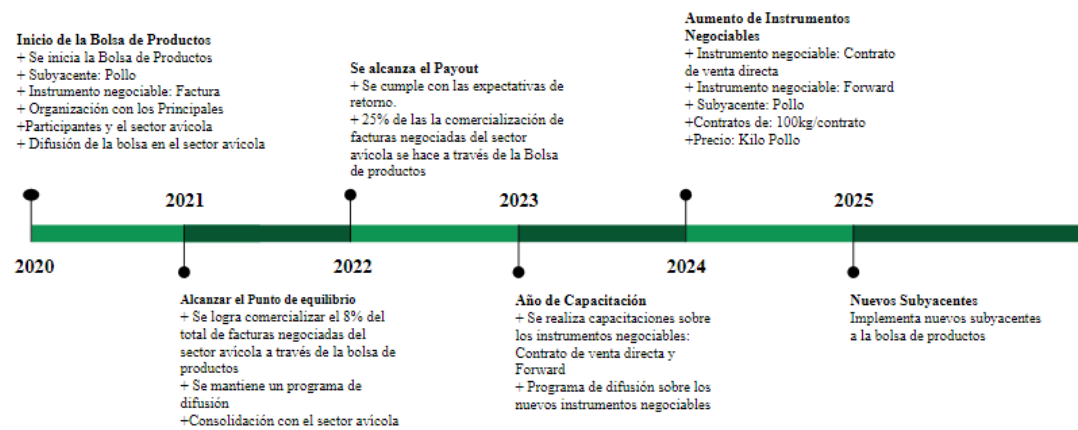 Inicio de la Bolsa de Productos
+ Se inicia la Bolsa de Productos
+ Subyacente: Pollo
+ Instrumento negociable: Factura
+ Organización con los Principales
+Participantes y el sector avícola
+ Difusión de la bolsa en el sector avícola
Se alcanza el Payout
+ Se cumple con las expectativas de
retorno.
+ 25% de las la comercialización de
facturas negociadas del sector
avícola se hace a través de la Bolsa
de productos
Aumento de Instrumentos
Negociables
+ Instrumento negociable: Contrato
de venta directa
+ Instrumento negociable: Forward
+ Subyacente: Pollo
+Contratos de: 100kg/contrato
+Precio: Kilo Pollo
2021
2023
2025
2020
2022
2024
Alcanzar el Punto de equilibrio
+ Se logra comercializar el 8% del
total de facturas negociadas del
sector avícola a través de la bolsa de
productos
+ Se mantiene un programa de
difusión
+Consolidación con el sector avícola
Año de Capacitación
+ Se realiza capacitaciones sobre
los instrumentos negociables:
Contrato de venta directa y
Forward
+ Programa de difusión sobre los
nuevos instrumentos negociables
Nuevos Subyacentes
Implementa nuevos subyacentes
a la bolsa de productos